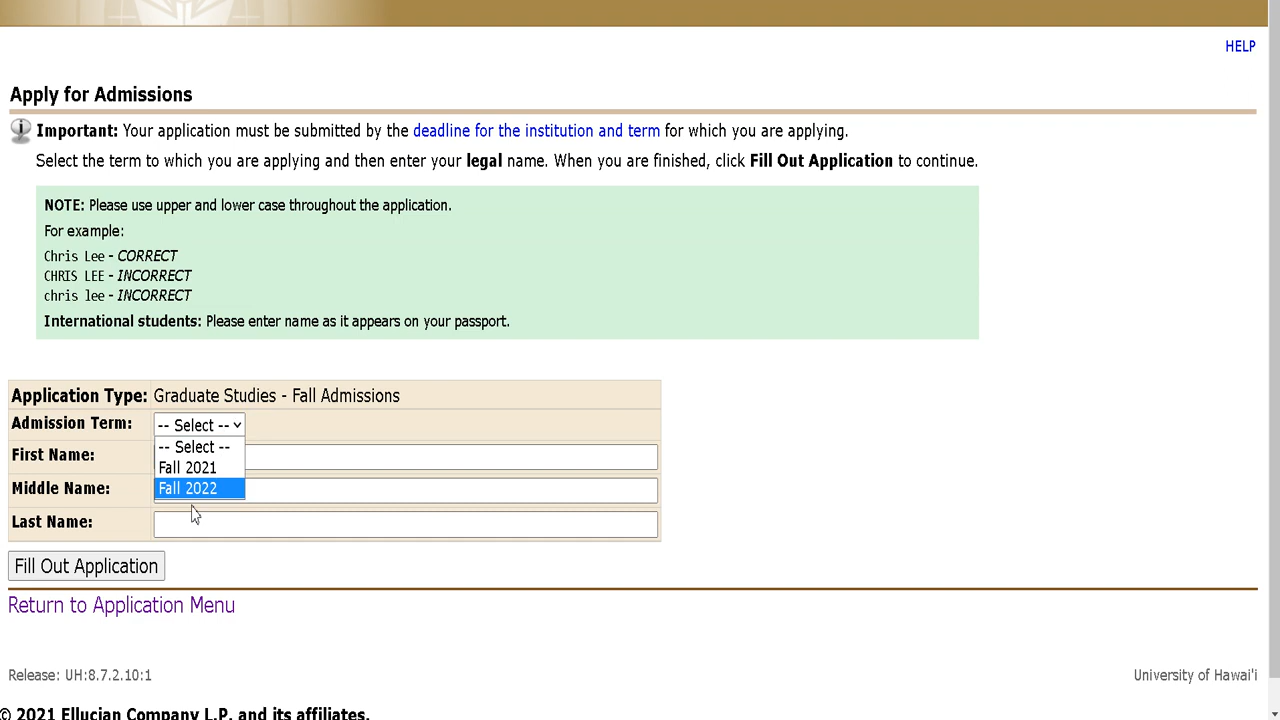 HELP
Apply for Admissions
Important: Your application must be submitted by the deadline for the institution and term for which you are applying.
Select the term to which you are applying and then enter your legal name. When you are finished, click Fill Out Application to continue.
NOTE: Please use upper and lower case throughout the application.
For example:
Chris Lee - CORRECT
CHRIS LEE - INCORRECT
chris lee - INCORRECT
International students: Please enter name as it appears on your passport.
Application Type: Graduate Studies - Fall Admissions
Admission Term: -- Select --
-- Select --
First Name:
Fall 2021
Middle Name: Fall 2022
Last Name:
Fill Out Application
Return to Application Menu
Release: UH:8.7.2.10:1 University of Hawai'i
© 2021 Ellucian Company L.P. and its affiliates.